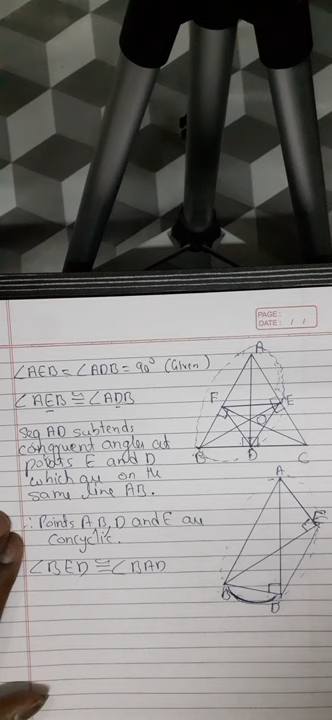 PAGE:
DATE: / /
∠AEB = ∠ADB = 90° (Given)
∠AEB ≅ ∠ADB
Seg AD subtends
congruent angles at
points E and D
which are on the
same line AB.
∴ Points A, B, D and E are
Concyclic.
∠BED ≅ ∠BAD
A
F
E
O
B
D
C
A
E
B
D